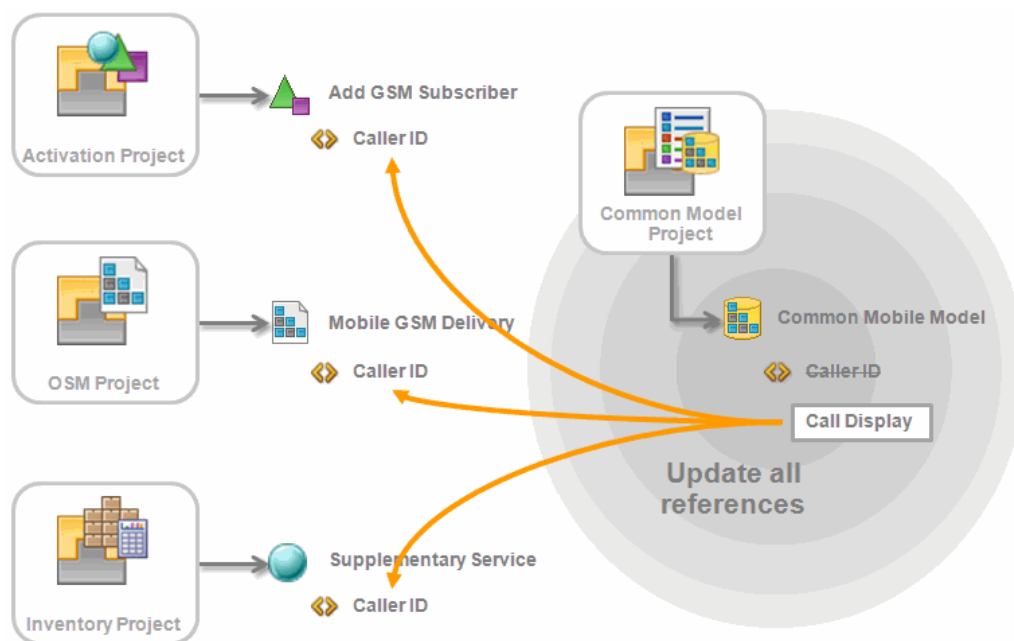 Activation Project
Add GSM Subscriber
Caller ID
OSM Project
Mobile GSM Delivery
Caller ID
Inventory Project
Supplementary Service
Caller ID
Common Model
Project
Common Mobile Model
Caller ID
Call Display
Update all
references